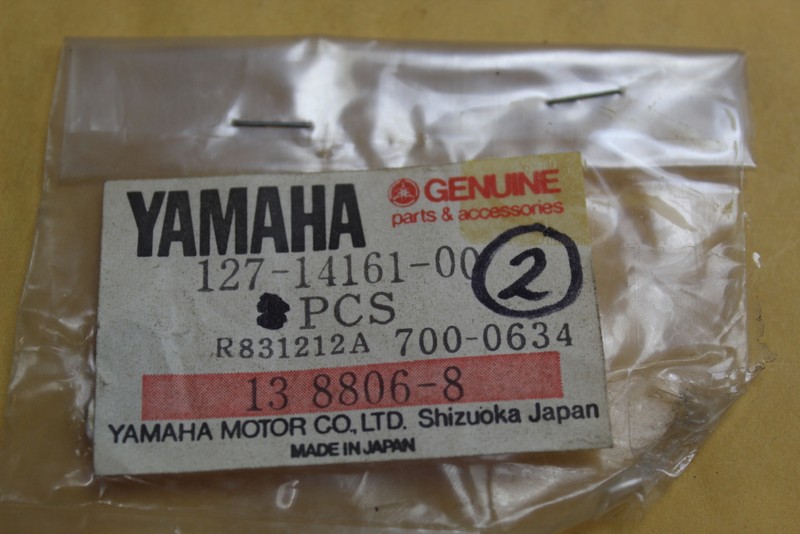 YAMAHA
GENUINE
parts & accessories
127-14161-00
2
PCS
R831212A 700-0634
13 8806-8
YAMAHA MOTOR CO., LTD. Shizuoka Japan
MADE IN JAPAN